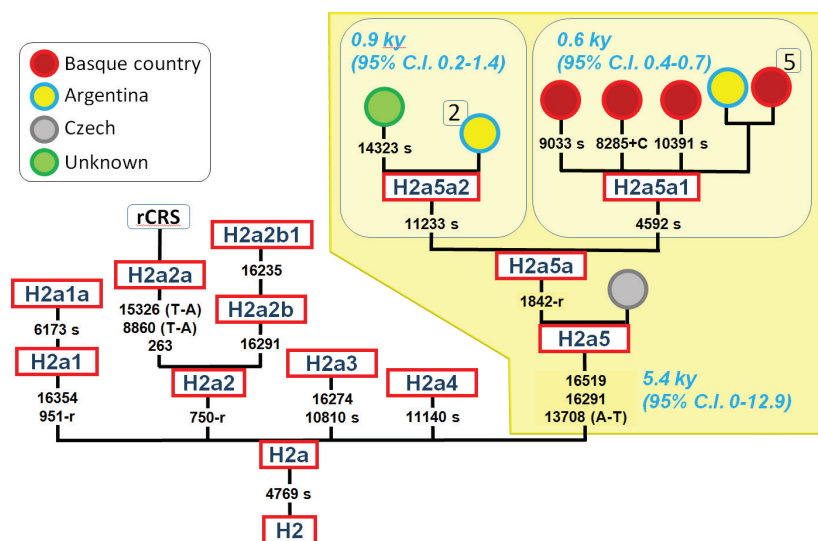 Basque country
Argentina
Czech
Unknown
0.9 ky
(95% C.I. 0.2-1.4)
0.6 ky
(95% C.I. 0.4-0.7)
5
2
14323 s
9033 s
8285+C
10391 s
H2a5a2
H2a5a1
11233 s
4592 s
rCRS
H2a2b1
H2a2a
16235
H2a5a
1842-r
H2a1a
15326 (T-A)
8860 (T-A)
263
H2a2b
16291
6173 s
H2a5
H2a1
H2a2
H2a3
H2a4
16519
16291
13708 (A-T)
5.4 ky
(95% C.I. 0-12.9)
16354
951-r
750-r
16274
10810 s
11140 s
H2a
4769 s
H2